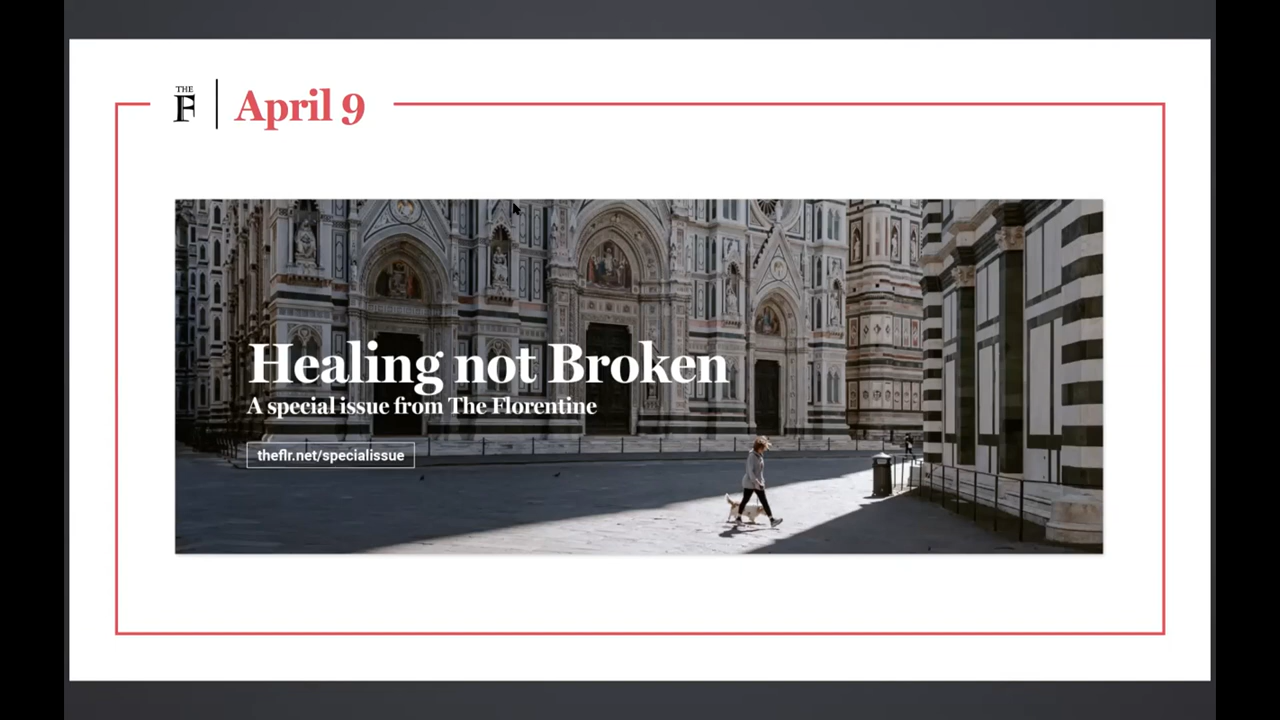 THE
F
April 9
Healing not Broken
A special issue from The Florentine
theflr.net/specialissue